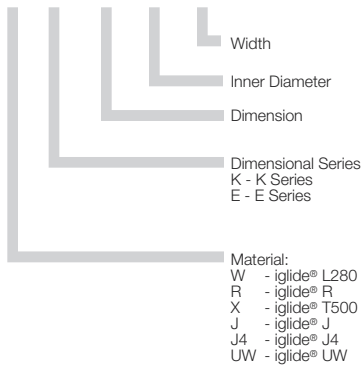 Width
Inner Diameter
Dimension
Dimensional Series
K - K Series
E - E Series
Material:
W - iglide® L280
R - iglide® R
X - iglide® T500
J - iglide® J
J4 - iglide® J4
UW - iglide® UW